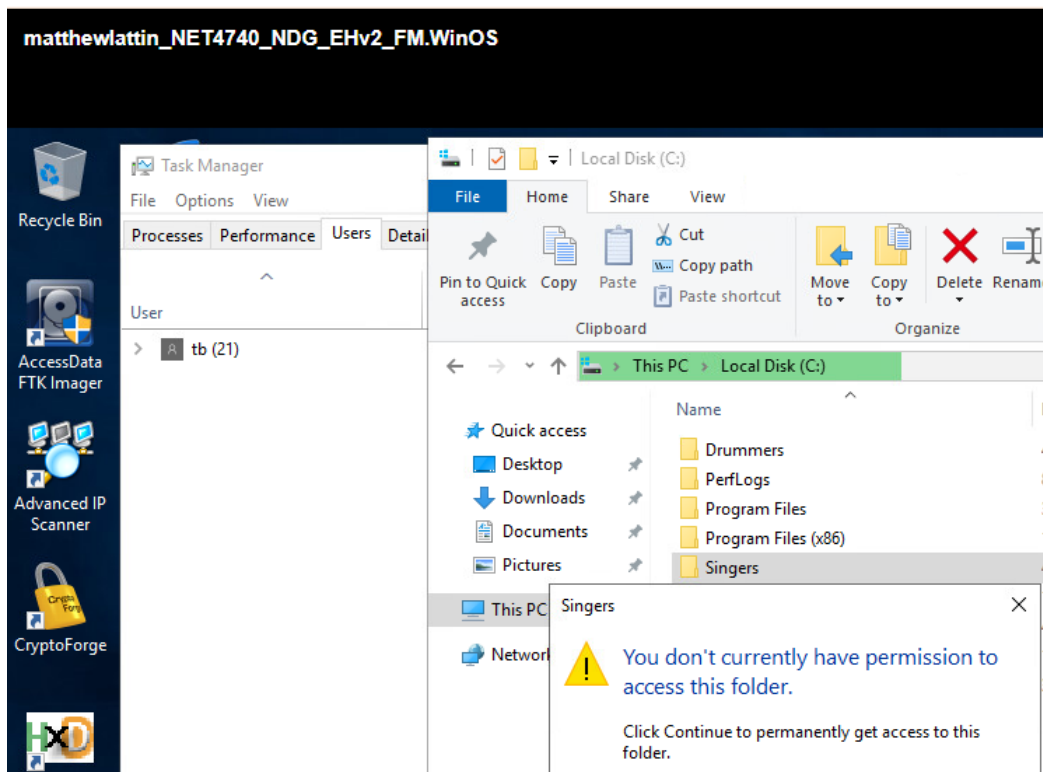 matthewlattin_NET4740_NDG_EHv2_FM.WinOS
Recycle Bin
AccessData
FTK Imager
Advanced IP
Scanner
Crypto
Forg
CryptoForge
HxD
Task Manager
File Options View
Processes Performance Users Detail
User
tb (21)
Local Disk (C:)
File Home Share View
Pin to Quick
access
Copy
Paste
Cut
Copy path
Paste shortcut
Clipboard
Move
to
Copy
to
Delete
Renam
Organize
This PC > Local Disk (C:)
Quick access
Desktop
Downloads
Documents
Pictures
This PC
Network
Name
Drummers
PerfLogs
Program Files
Program Files (x86)
Singers
Singers
You don't currently have permission to
access this folder.
Click Continue to permanently get access to this
folder.